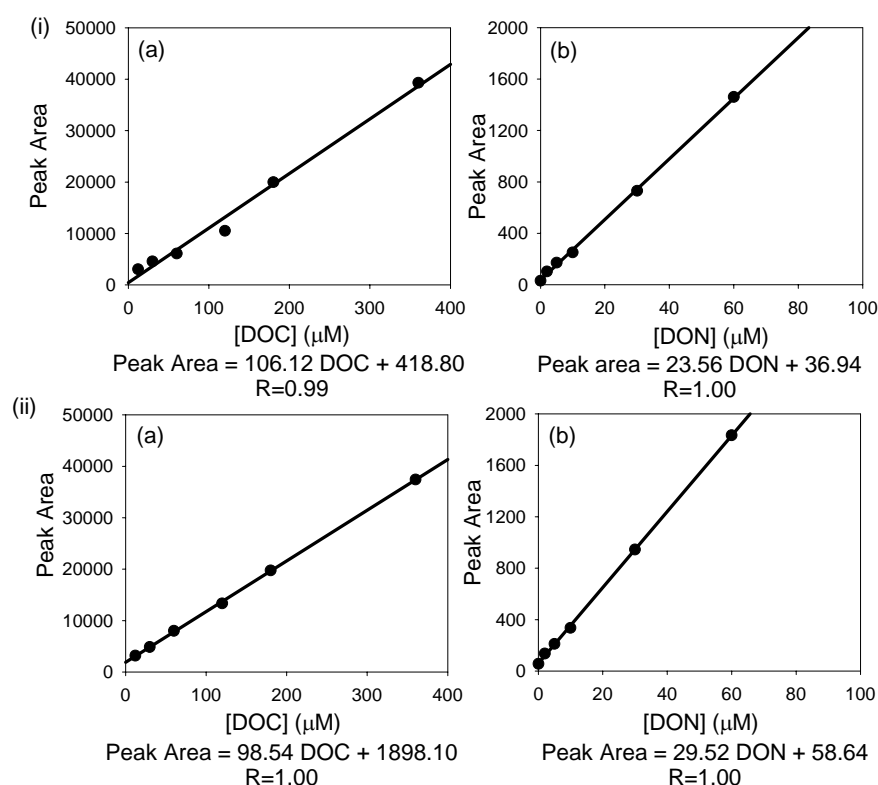 (i)
(a)
50000
40000
30000
20000
10000
0
Peak Area
0 100 200 300 400
[DOC] (μM)
Peak Area = 106.12 DOC + 418.80
R=0.99
(b)
2000
1600
1200
800
400
0
Peak Area
0 20 40 60 80 100
[DON] (μM)
Peak area = 23.56 DON + 36.94
R=1.00
(ii)
(a)
50000
40000
30000
20000
10000
0
Peak Area
0 100 200 300 400
[DOC] (μM)
Peak Area = 98.54 DOC + 1898.10
R=1.00
(b)
2000
1600
1200
800
400
0
Peak Area
0 20 40 60 80 100
[DON] (μM)
Peak Area = 29.52 DON + 58.64
R=1.00